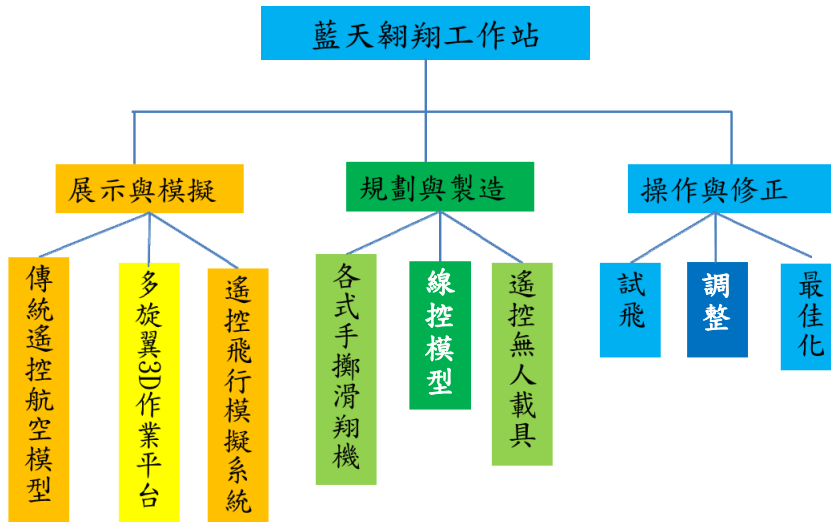 藍天翱翔工作站
展示與模擬
規劃與製造
操作與修正
傳統遙控航空模型
多旋翼3D作業平台
遙控飛行模擬系統
各式手擲滑翔機
線控模型
遙控無人載具
試飛
調整
最佳化